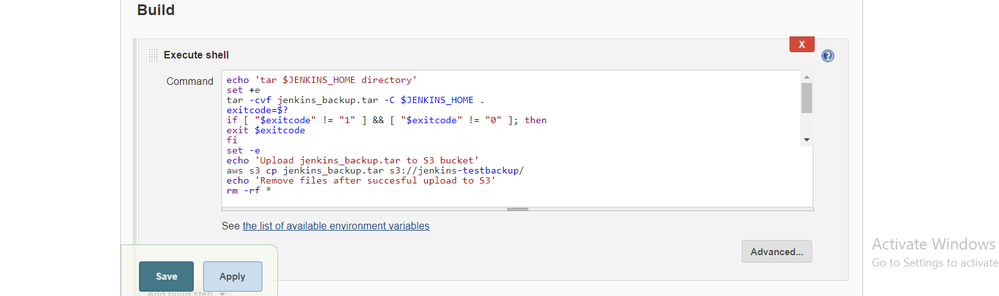 Build
X
Execute shell
?
Command
echo 'tar $JENKINS_HOME directory'
set +e
tar -cvf jenkins_backup.tar -C $JENKINS_HOME .
exitcode=$?
if [ "$exitcode" != "1" ] && [ "$exitcode" != "0" ]; then
exit $exitcode
fi
set -e
echo 'Upload jenkins_backup.tar to S3 bucket'
aws s3 cp jenkins_backup.tar s3://jenkins-testbackup/
echo 'Remove files after succesful upload to S3'
rm -rf *
See the list of available environment variables
Advanced...
Save
Apply
Add build step
Activate Windows
Go to Settings to activate